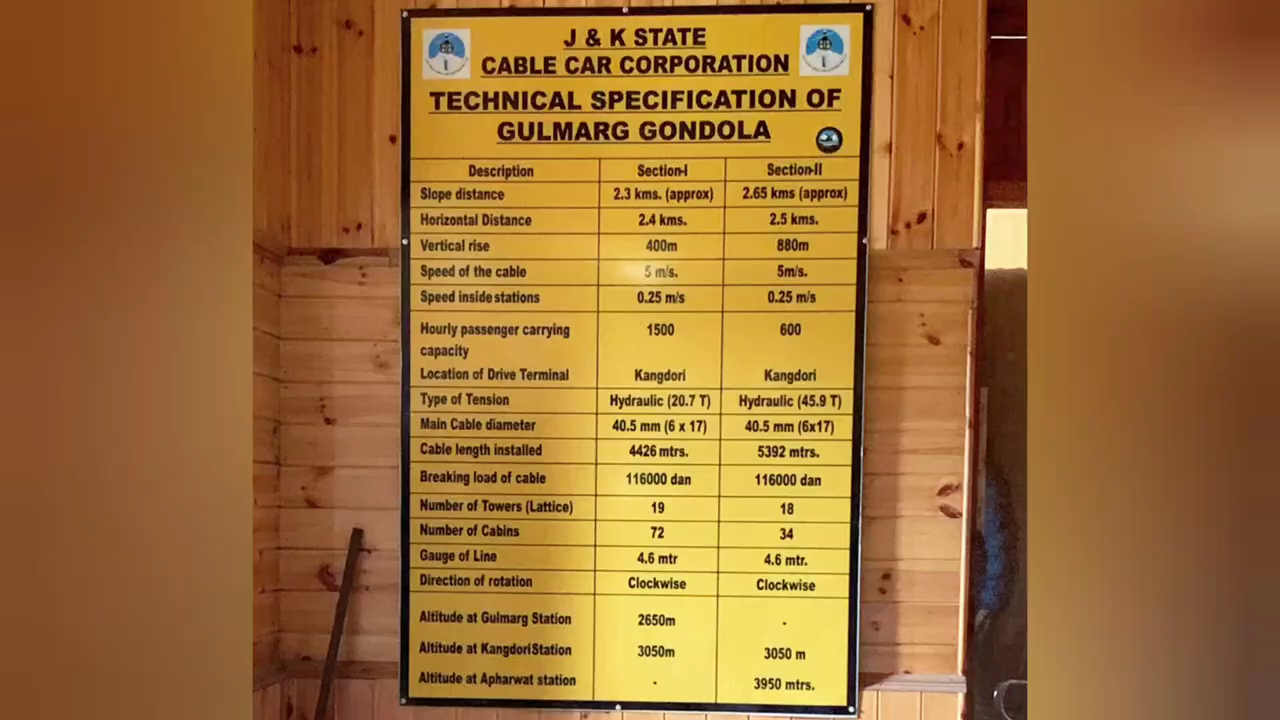 J & K STATE
CABLE CAR CORPORATION
TECHNICAL SPECIFICATION OF
GULMARG GONDOLA
Description Section-I Section-II
Slope distance 2.3 kms. (approx) 2.65 kms (approx)
Horizontal Distance 2.4 kms. 2.5 kms.
Vertical rise 400m 880m
Speed of the cable 5 m/s. 5m/s.
Speed inside stations 0.25 m/s 0.25 m/s
Hourly passenger carrying 1500 600
capacity
Location of Drive Terminal Kangdori Kangdori
Type of Tension Hydraulic (20.7 T) Hydraulic (45.9 T)
Main Cable diameter 40.5 mm (6 x 17) 40.5 mm (6x17)
Cable length installed 4426 mtrs. 5392 mtrs.
Breaking load of cable 116000 dan 116000 dan
Number of Towers (Lattice) 19 18
Number of Cabins 72 34
Gauge of Line 4.6 mtr 4.6 mtr.
Direction of rotation Clockwise Clockwise
Altitude at Gulmarg Station 2650m -
Altitude at Kangdori Station 3050m 3050 m
Altitude at Apharwat station - 3950 mtrs.